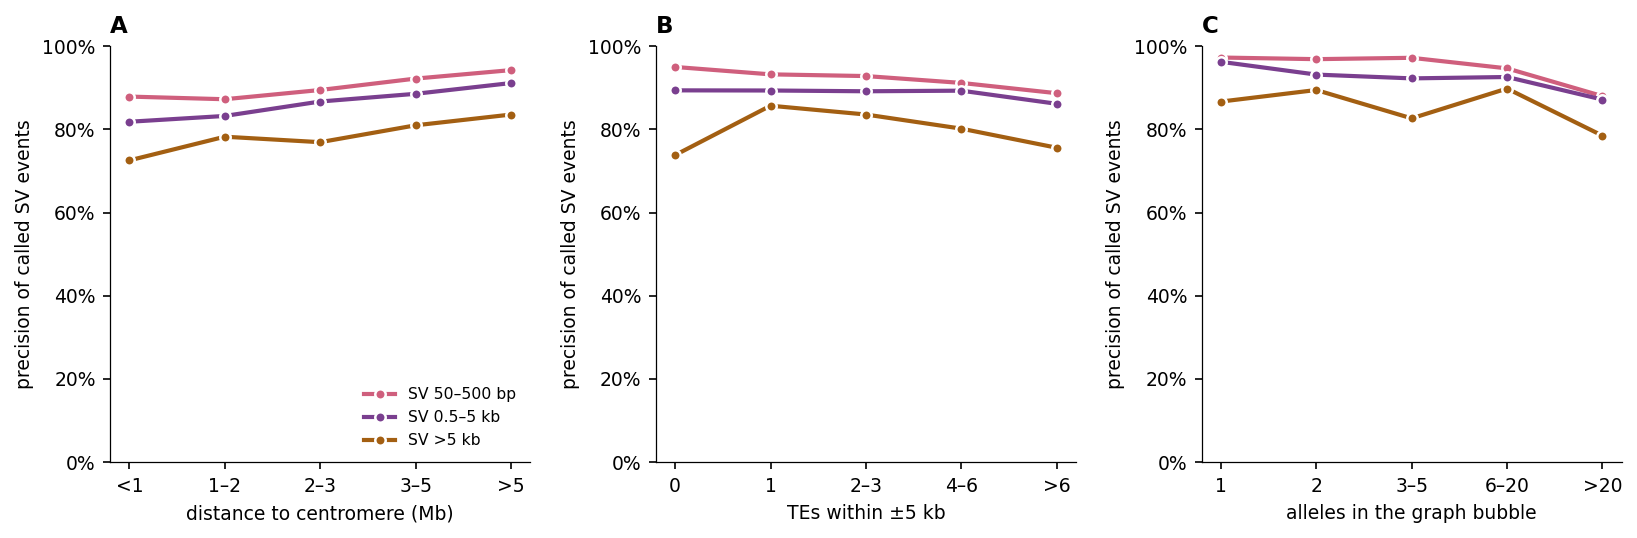 A
precision of called SV events
100%
80%
60%
40%
20%
0%
SV 50–500 bp
SV 0.5–5 kb
SV >5 kb
<1 1–2 2–3 3–5 >5
distance to centromere (Mb)
B
precision of called SV events
100%
80%
60%
40%
20%
0%
0 1 2–3 4–6 >6
TEs within ±5 kb
C
precision of called SV events
100%
80%
60%
40%
20%
0%
1 2 3–5 6–20 >20
alleles in the graph bubble